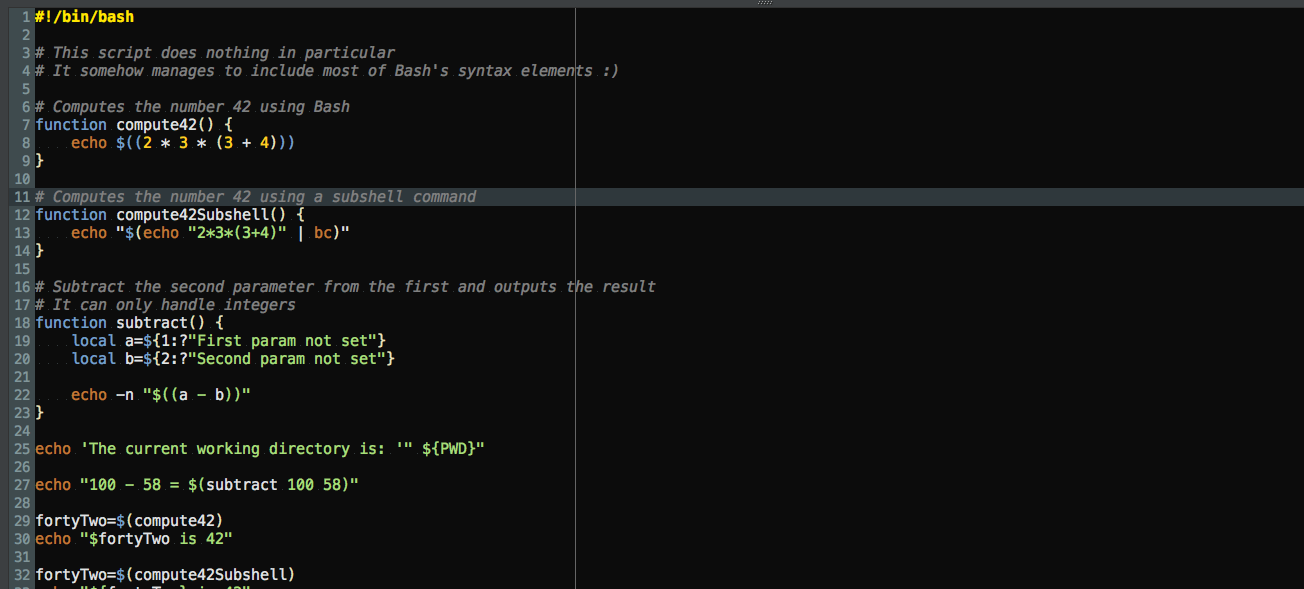 1 #!/bin/bash
2
3 # This script does nothing in particular
4 # It somehow manages to include most of Bash's syntax elements :)
5
6 # Computes the number 42 using Bash
7 function compute42() {
8     echo $((2 * 3 * (3 + 4)))
9 }
10
11 # Computes the number 42 using a subshell command
12 function compute42Subshell() {
13     echo "$(echo "2*3*(3+4)" | bc)"
14 }
15
16 # Subtract the second parameter from the first and outputs the result
17 # It can only handle integers
18 function subtract() {
19     local a=${1:?"First param not set"}
20     local b=${2:?"Second param not set"}
21
22     echo -n "$((a - b))"
23 }
24
25 echo 'The current working directory is: '" ${PWD}"
26
27 echo "100 - 58 = $(subtract 100 58)"
28
29 fortyTwo=$(compute42)
30 echo "$fortyTwo is 42"
31
32 fortyTwo=$(compute42Subshell)